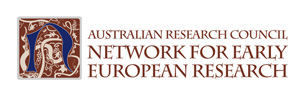 AUSTRALIAN RESEARCH COUNCIL
NETWORK FOR EARLY
EUROPEAN RESEARCH